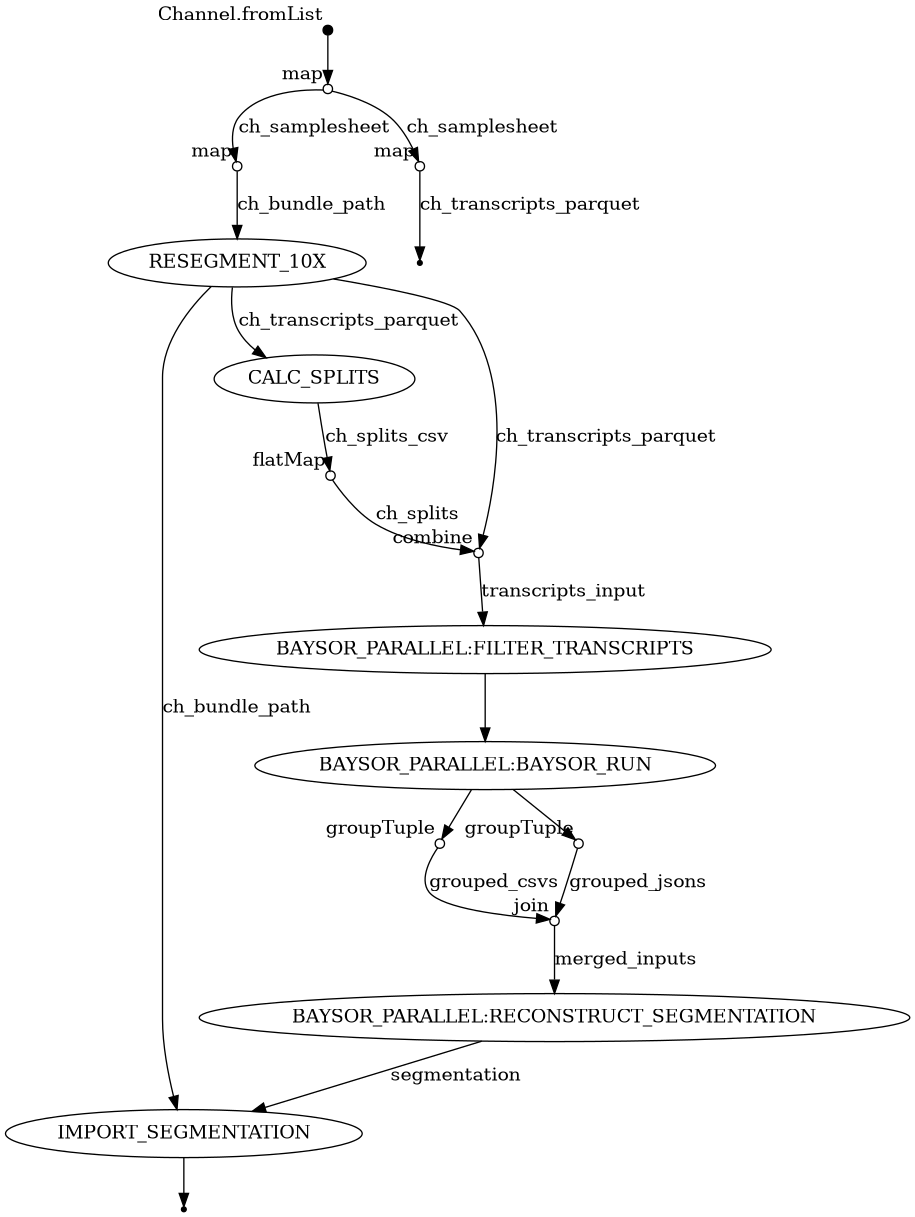 Channel.fromList
map
ch_samplesheet
ch_samplesheet
map
map
ch_bundle_path
ch_transcripts_parquet
RESEGMENT_10X
ch_transcripts_parquet
CALC_SPLITS
ch_splits_csv
ch_transcripts_parquet
flatMap
ch_splits
combine
transcripts_input
BAYSOR_PARALLEL:FILTER_TRANSCRIPTS
ch_bundle_path
BAYSOR_PARALLEL:BAYSOR_RUN
groupTuple
groupTuple
grouped_csvs
grouped_jsons
join
merged_inputs
BAYSOR_PARALLEL:RECONSTRUCT_SEGMENTATION
segmentation
IMPORT_SEGMENTATION